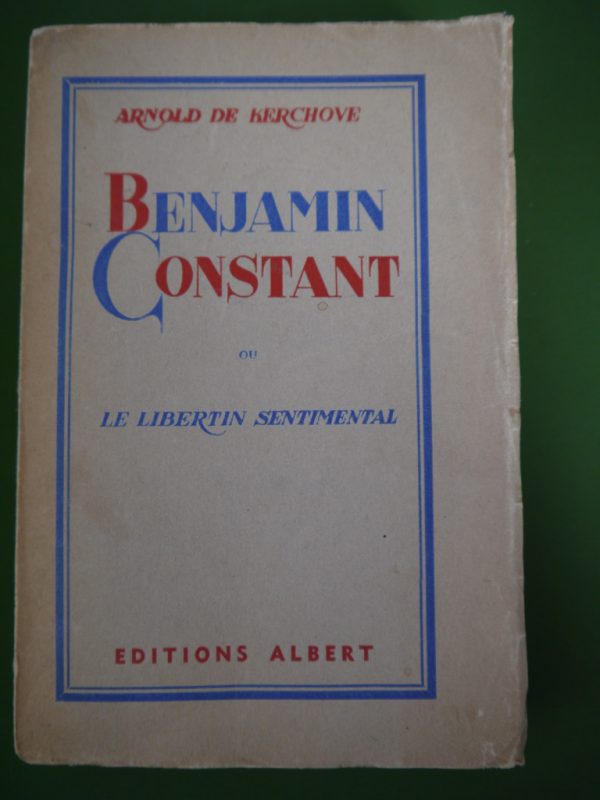 ARNOLD DE KERCHOVE
BENJAMIN
CONSTANT
OU
LE LIBERTIN SENTIMENTAL
EDITIONS ALBERT